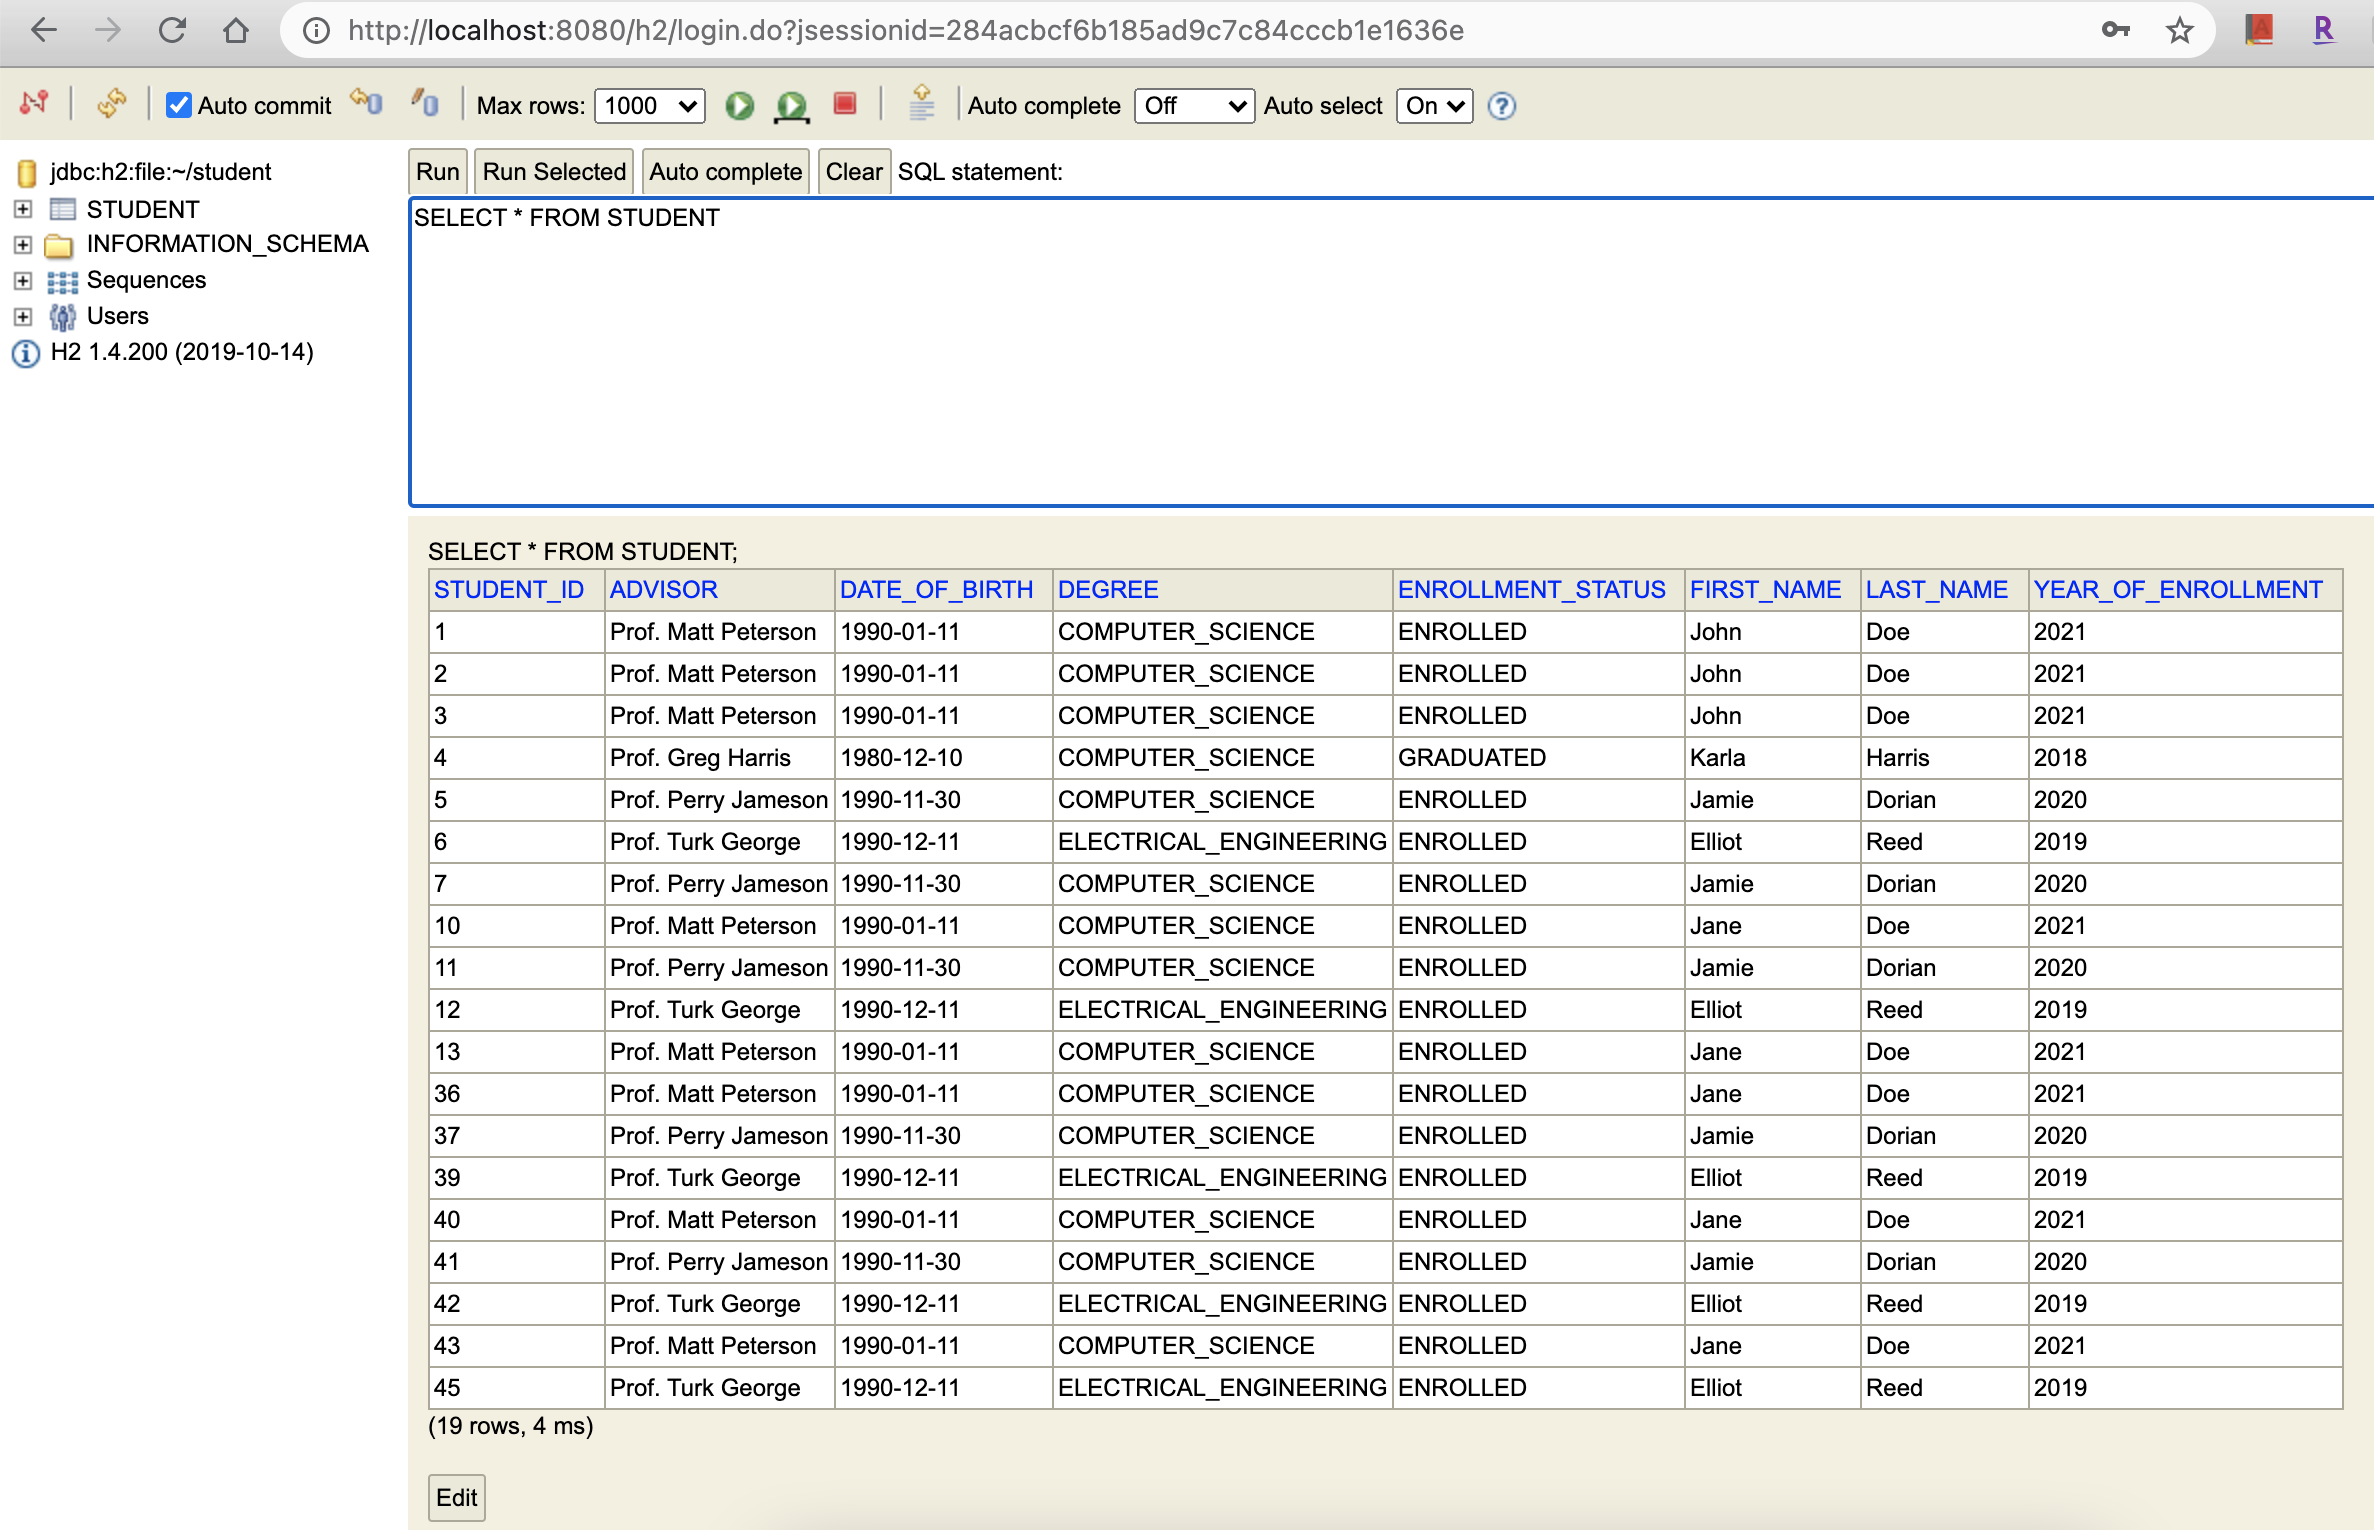 http://localhost:8080/h2/login.do?jsessionid=284acbcf6b185ad9c7c84cccb1e1636e
A R
Auto commit Max rows: 1000 Auto complete Off Auto select On ?
jdbc:h2:file:~/student
STUDENT
INFORMATION_SCHEMA
Sequences
Users
H2 1.4.200 (2019-10-14)
Run Run Selected Auto complete Clear SQL statement:
SELECT * FROM STUDENT
SELECT * FROM STUDENT;
STUDENT_ID ADVISOR DATE_OF_BIRTH DEGREE ENROLLMENT_STATUS FIRST_NAME LAST_NAME YEAR_OF_ENROLLMENT
1 Prof. Matt Peterson 1990-01-11 COMPUTER_SCIENCE ENROLLED John Doe 2021
2 Prof. Matt Peterson 1990-01-11 COMPUTER_SCIENCE ENROLLED John Doe 2021
3 Prof. Matt Peterson 1990-01-11 COMPUTER_SCIENCE ENROLLED John Doe 2021
4 Prof. Greg Harris 1980-12-10 COMPUTER_SCIENCE GRADUATED Karla Harris 2018
5 Prof. Perry Jameson 1990-11-30 COMPUTER_SCIENCE ENROLLED Jamie Dorian 2020
6 Prof. Turk George 1990-12-11 ELECTRICAL_ENGINEERING ENROLLED Elliot Reed 2019
7 Prof. Perry Jameson 1990-11-30 COMPUTER_SCIENCE ENROLLED Jamie Dorian 2020
10 Prof. Matt Peterson 1990-01-11 COMPUTER_SCIENCE ENROLLED Jane Doe 2021
11 Prof. Perry Jameson 1990-11-30 COMPUTER_SCIENCE ENROLLED Jamie Dorian 2020
12 Prof. Turk George 1990-12-11 ELECTRICAL_ENGINEERING ENROLLED Elliot Reed 2019
13 Prof. Matt Peterson 1990-01-11 COMPUTER_SCIENCE ENROLLED Jane Doe 2021
36 Prof. Matt Peterson 1990-01-11 COMPUTER_SCIENCE ENROLLED Jane Doe 2021
37 Prof. Perry Jameson 1990-11-30 COMPUTER_SCIENCE ENROLLED Jamie Dorian 2020
39 Prof. Turk George 1990-12-11 ELECTRICAL_ENGINEERING ENROLLED Elliot Reed 2019
40 Prof. Matt Peterson 1990-01-11 COMPUTER_SCIENCE ENROLLED Jane Doe 2021
41 Prof. Perry Jameson 1990-11-30 COMPUTER_SCIENCE ENROLLED Jamie Dorian 2020
42 Prof. Turk George 1990-12-11 ELECTRICAL_ENGINEERING ENROLLED Elliot Reed 2019
43 Prof. Matt Peterson 1990-01-11 COMPUTER_SCIENCE ENROLLED Jane Doe 2021
45 Prof. Turk George 1990-12-11 ELECTRICAL_ENGINEERING ENROLLED Elliot Reed 2019
(19 rows, 4 ms)
Edit